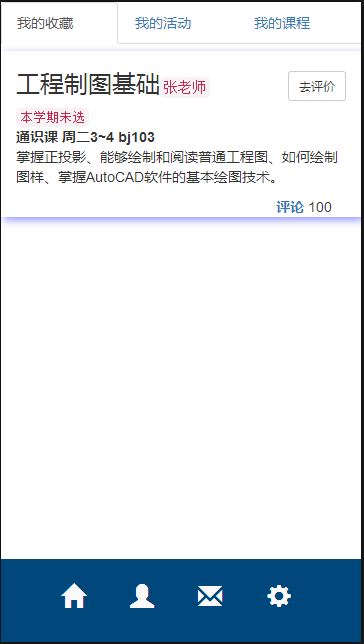 我的收藏 我的活动 我的课程
工程制图基础 张老师 去评价
本学期未选
通识课 周二3~4 bj103
掌握正投影、能够绘制和阅读普通工程图、如何绘制
图样、掌握AutoCAD软件的基本绘图技术。
评论 100